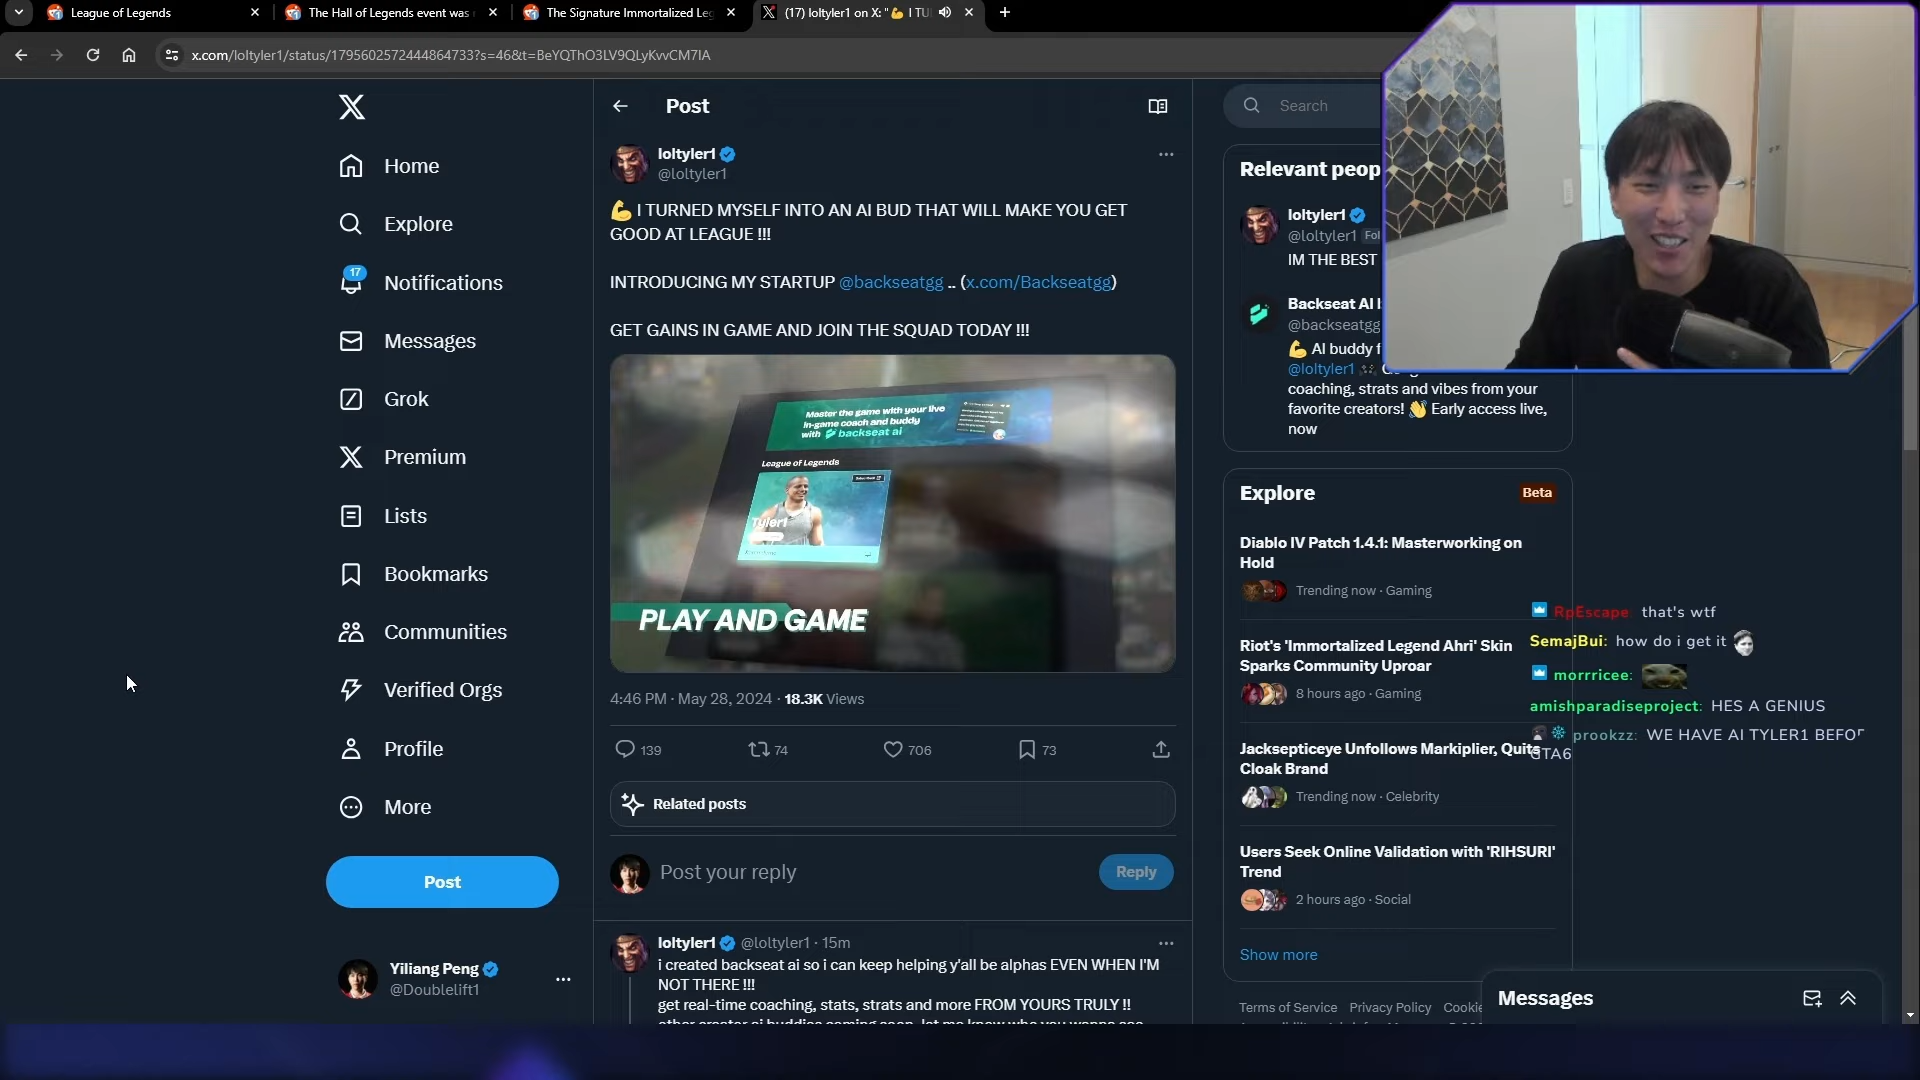 League of Legends
The Hall of Legends event was
The Signature Immortalized Leg
(17) loltyler1 on X: "💪 I TU
x.com/loltyler1/status/1795602572444864733?s=46&t=BeYQThO3LV9QLyKvvCM7IA
Home
Explore
17
Notifications
Messages
Grok
Premium
Lists
Bookmarks
Communities
Verified Orgs
Profile
More
Post
Yiliang Peng
@Doublelift1
Post
loltyler1
@loltyler1
💪 I TURNED MYSELF INTO AN AI BUD THAT WILL MAKE YOU GET
GOOD AT LEAGUE !!!
INTRODUCING MY STARTUP @backseatgg .. (x.com/Backseatgg)
GET GAINS IN GAME AND JOIN THE SQUAD TODAY !!!
Master the game with your live
in-game coach and buddy
with backseat ai
League of Legends
Tyler1
PLAY AND GAME
4:46 PM · May 28, 2024 · 18.3K Views
139
74
706
73
Related posts
Post your reply
Reply
loltyler1 @loltyler1 · 15m
i created backseat ai so i can keep helping y'all be alphas EVEN WHEN I'M
NOT THERE !!!
get real-time coaching, stats, strats and more FROM YOURS TRULY !!
Search
Relevant peop
loltyler1
@loltyler1 Fol
IM THE BEST
Backseat AI
@backseatgg
💪 AI buddy f
@loltyler1 🎮
coaching, strats and vibes from your
favorite creators! 👋 Early access live,
now
Explore
Beta
Diablo IV Patch 1.4.1: Masterworking on
Hold
Trending now · Gaming
Riot's 'Immortalized Legend Ahri' Skin
Sparks Community Uproar
8 hours ago · Gaming
Jacksepticeye Unfollows Markiplier, Quits
Cloak Brand
Trending now · Celebrity
Users Seek Online Validation with 'RIHSURI'
Trend
2 hours ago · Social
Show more
Terms of Service Privacy Policy Cookie
RpEscape: that's wtf
SemajBui: how do i get it
morrricee:
amishparadiseproject: HES A GENIUS
prookzz: WE HAVE AI TYLER1 BEFOR
GTA6
Messages